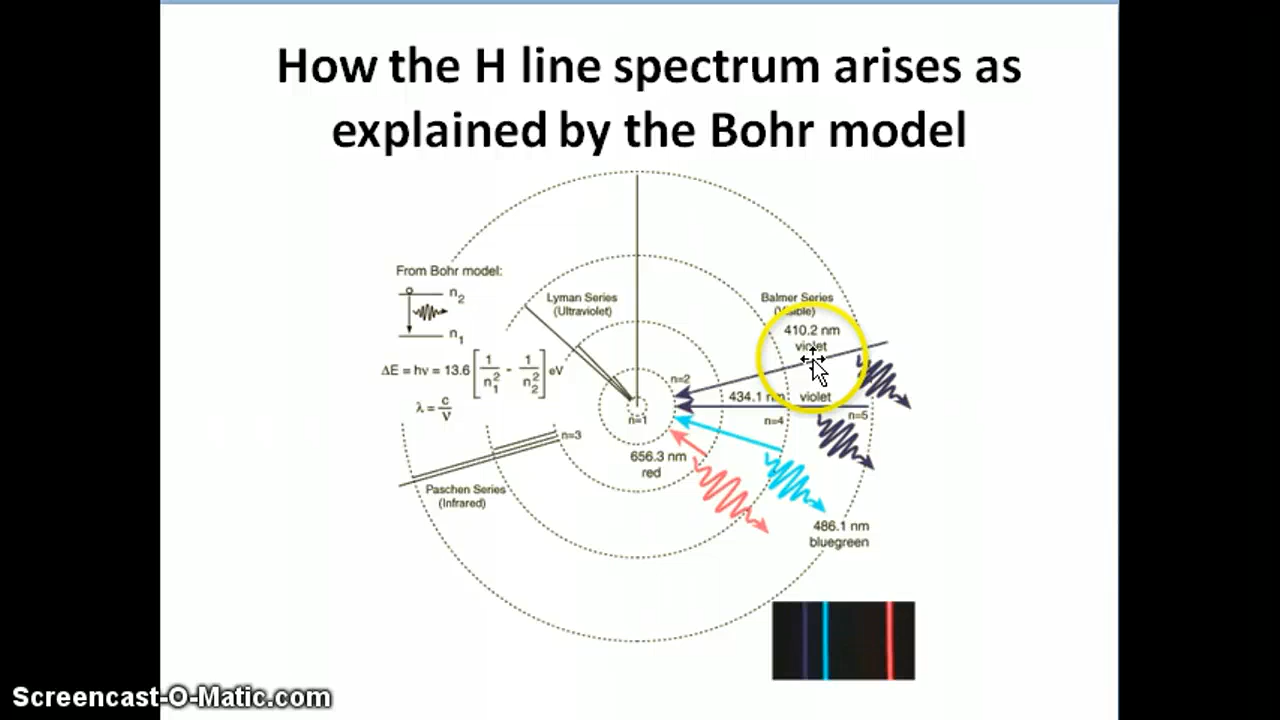 How the H line spectrum arises as
explained by the Bohr model
From Bohr model:
n2
n1
ΔE = hν = 13.6 [ 1/n1² - 1/n2² ] eV
λ = c/ν
Lyman Series
(Ultraviolet)
Balmer Series
(Visible)
410.2 nm
violet
n=2
434.1 nm
violet
n=1
n=4
n=5
n=3
656.3 nm
red
Paschen Series
(Infrared)
486.1 nm
bluegreen
Screencast-O-Matic.com